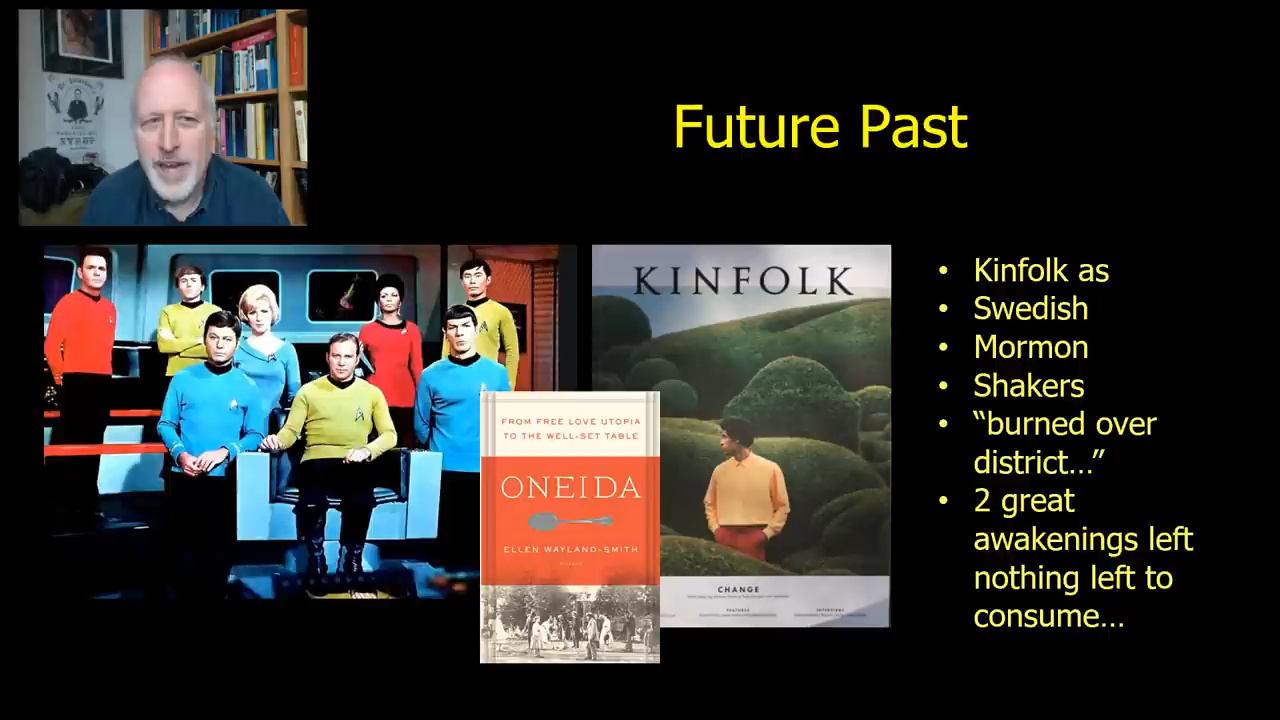 Future Past
KINFOLK
FROM FREE LOVE UTOPIA
TO THE WELL-SET TABLE
ONEIDA
ELLEN WAYLAND-SMITH
CHANGE
• Kinfolk as
• Swedish
• Mormon
• Shakers
• “burned over
district…”
• 2 great
awakenings left
nothing left to
consume…